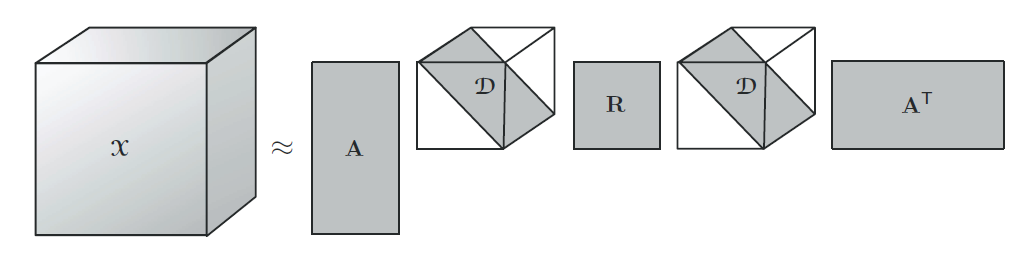 𝒳 ≈ A 𝒟 R 𝒟 Aᵀ